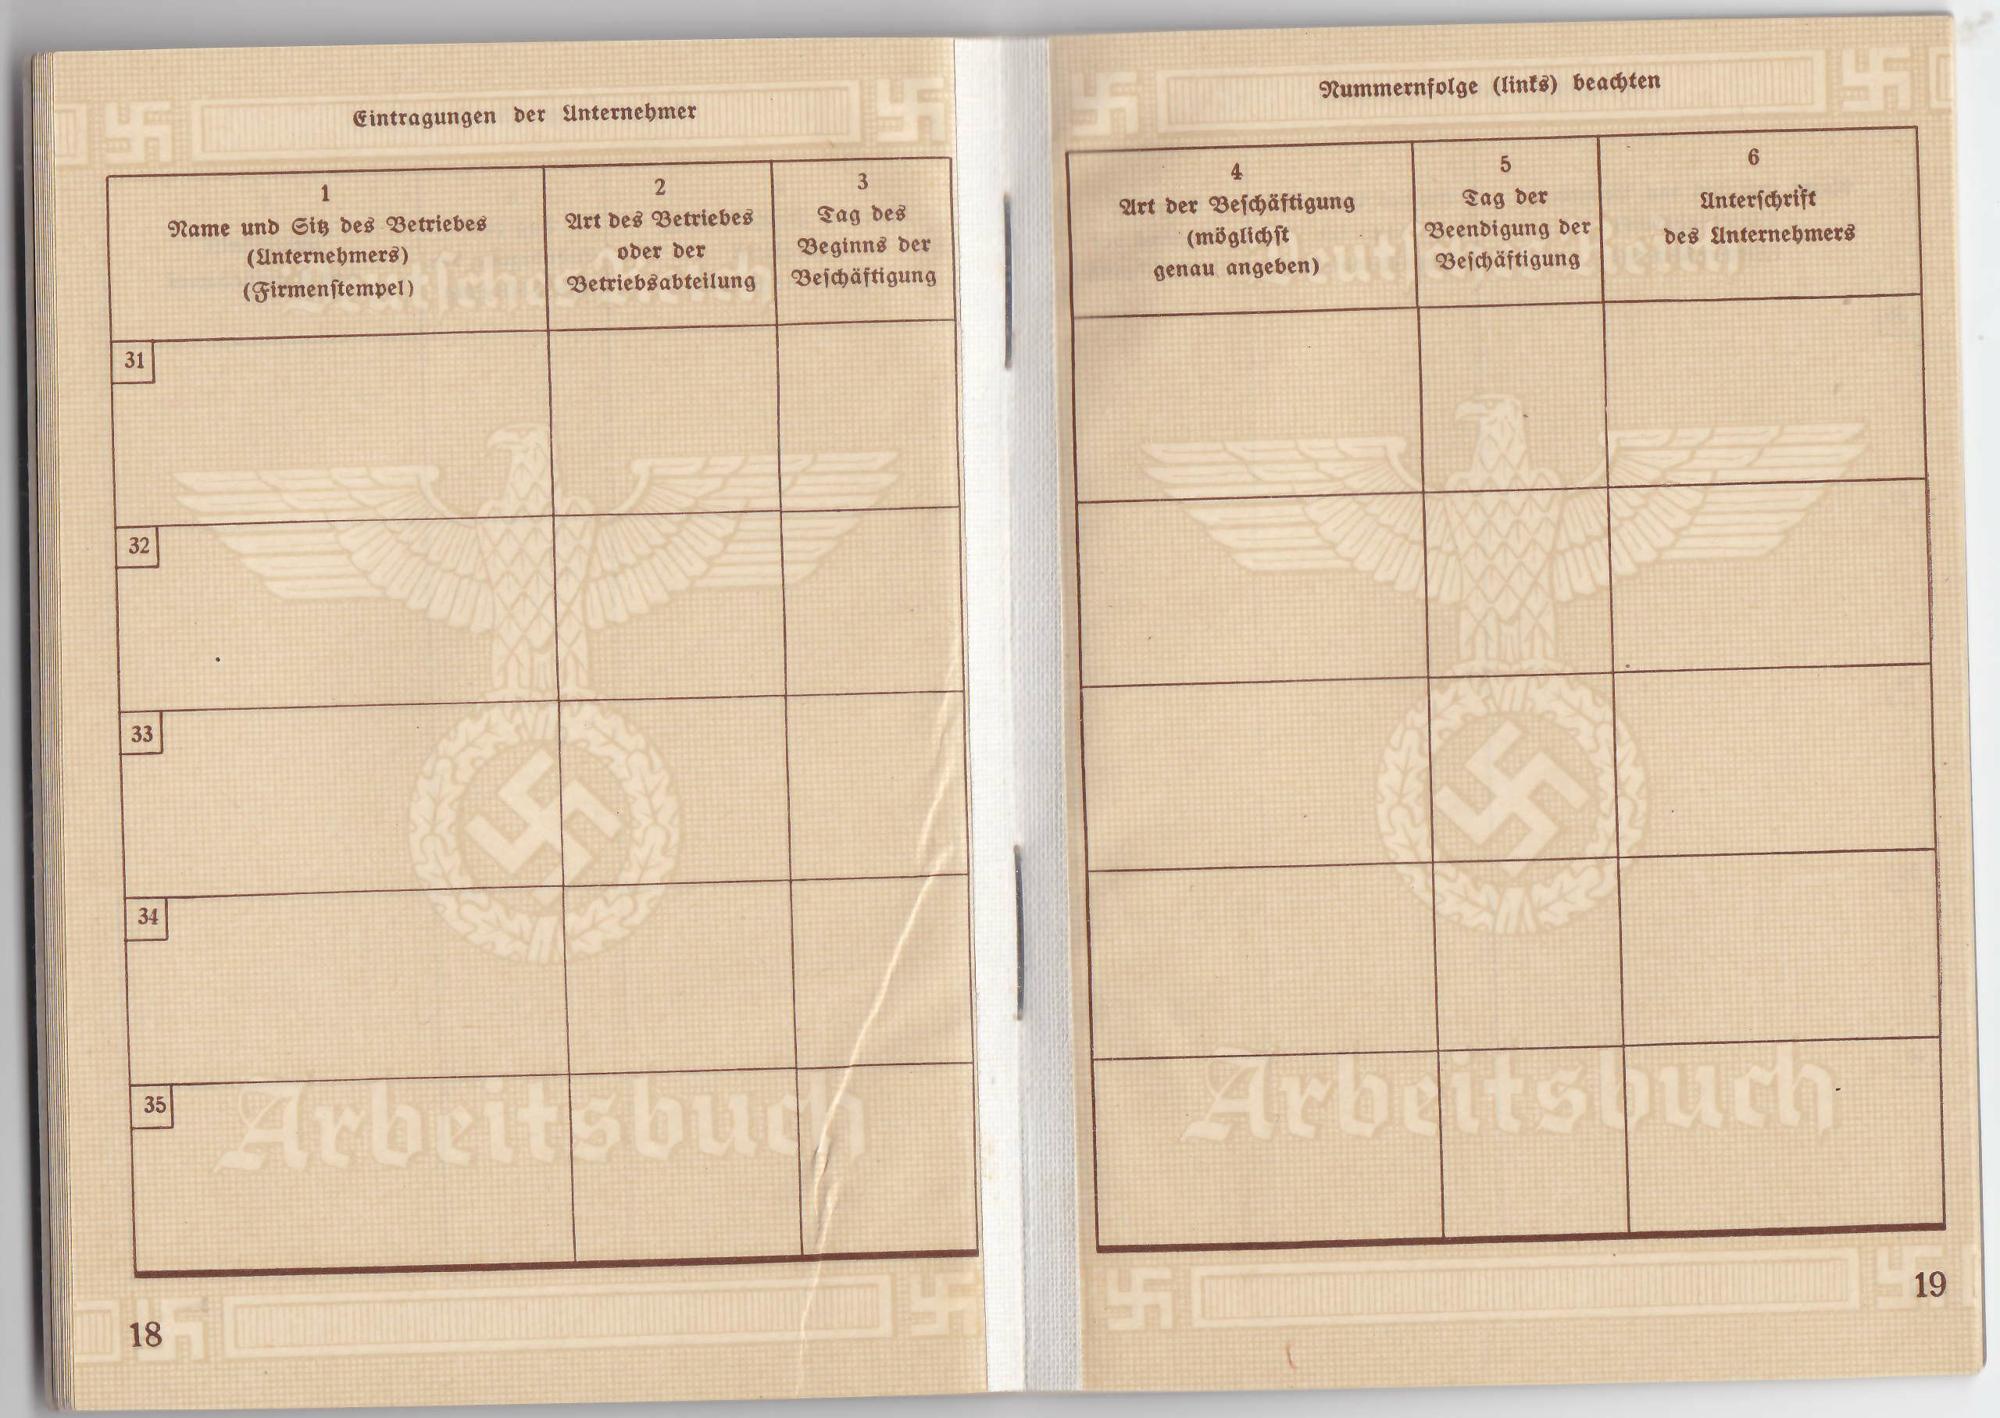 Eintragungen der Unternehmer
1
Name und Sitz des Betriebes
(Unternehmers)
(Firmenstempel)
2
Art des Betriebes
oder der
Betriebsabteilung
3
Tag des
Beginns der
Beschäftigung
31
32
33
34
35
Arbeitsbuch
18
Nummernfolge (links) beachten
4
Art der Beschäftigung
(möglichst
genau angeben)
5
Tag der
Beendigung der
Beschäftigung
6
Unterschrift
des Unternehmers
Arbeitsbuch
19